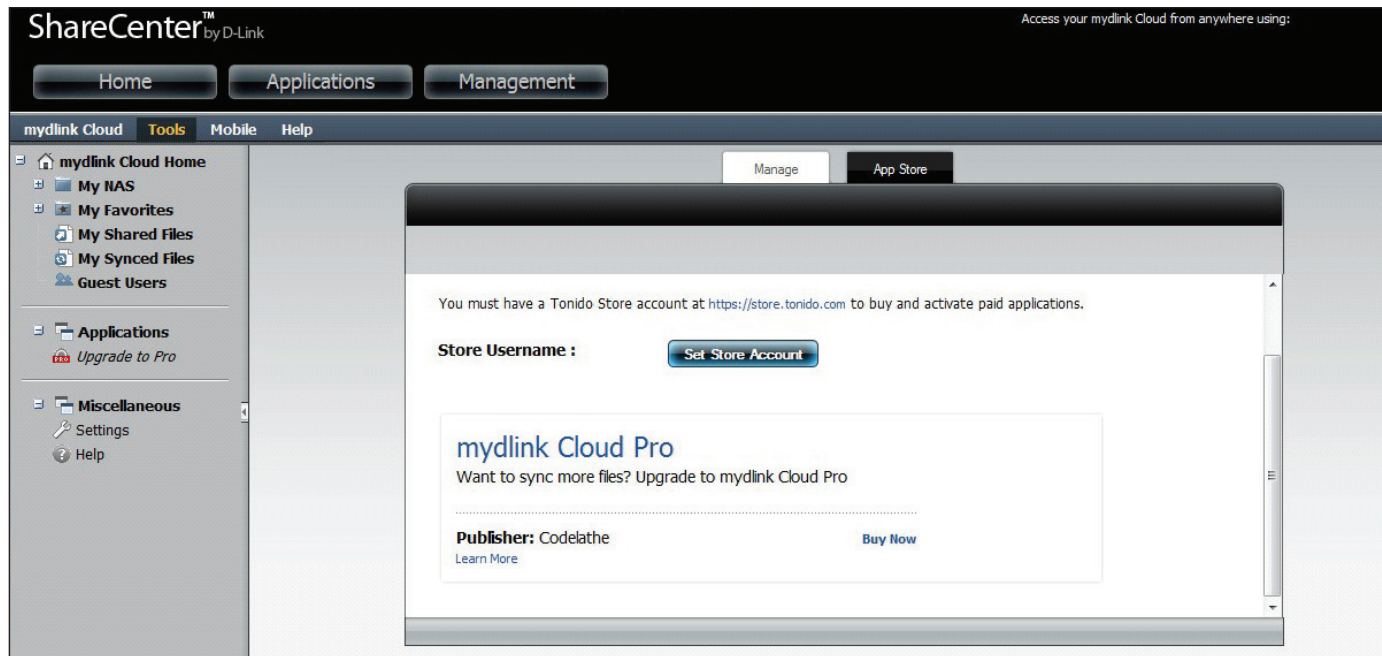 ShareCenter™ by D-Link
Access your mydlink Cloud from anywhere using:
Home Applications Management
mydlink Cloud Tools Mobile Help
mydlink Cloud Home
My NAS
My Favorites
My Shared Files
My Synced Files
Guest Users
Applications
PRO Upgrade to Pro
Miscellaneous
Settings
Help
Manage App Store
You must have a Tonido Store account at https://store.tonido.com to buy and activate paid applications.
Store Username : Set Store Account
mydlink Cloud Pro
Want to sync more files? Upgrade to mydlink Cloud Pro
Publisher: Codelathe Buy Now
Learn More